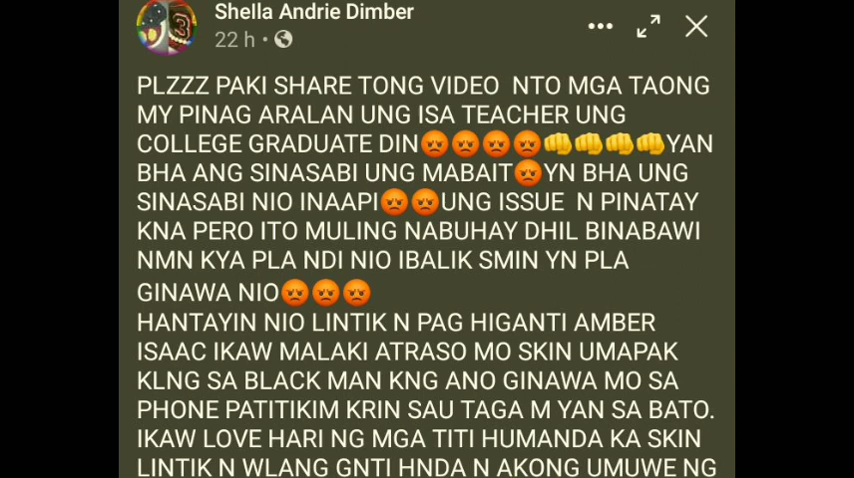 Shella Andrie Dimber
22 h
PLZZZ PAKI SHARE TONG VIDEO NTO MGA TAONG
MY PINAG ARALAN UNG ISA TEACHER UNG
COLLEGE GRADUATE DIN😡😡😡😡👊👊👊👊YAN
BHA ANG SINASABI UNG MABAIT😡YN BHA UNG
SINASABI NIO INAAPI😡😡UNG ISSUE N PINATAY
KNA PERO ITO MULING NABUHAY DHIL BINABAWI
NMN KYA PLA NDI NIO IBALIK SMIN YN PLA
GINAWA NIO😡😡😡
HANTAYIN NIO LINTIK N PAG HIGANTI AMBER
ISAAC IKAW MALAKI ATRASO MO SKIN UMAPAK
KLNG SA BLACK MAN KNG ANO GINAWA MO SA
PHONE PATITIKIM KRIN SAU TAGA M YAN SA BATO.
IKAW LOVE HARI NG MGA TITI HUMANDA KA SKIN
LINTIK N WLANG GNTI HNDA N AKONG UMUWE NG